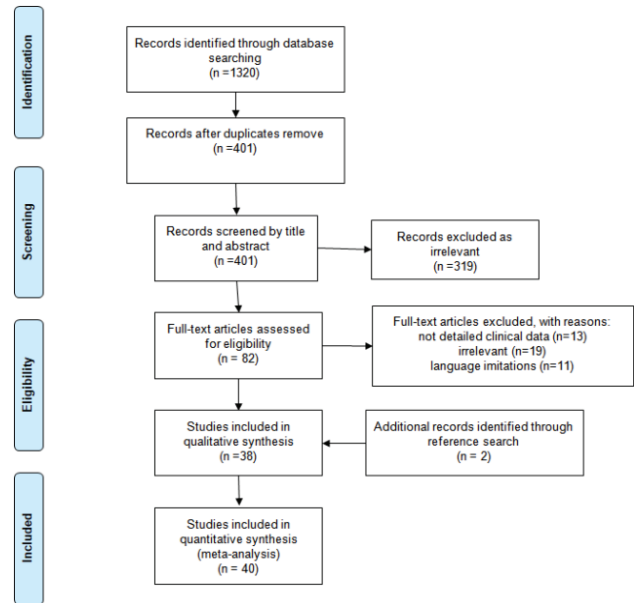 Identification
Records identified through database
searching
(n =1320)
Records after duplicates remove
(n =401)
Screening
Records screened by title
and abstract
(n =401)
Records excluded as
irrelevant
(n =319)
Eligibility
Full-text articles assessed
for eligibility
(n = 82)
Full-text articles excluded, with reasons:
not detailed clinical data (n=13)
irrelevant (n=19)
language imitations (n=11)
Studies included in
qualitative synthesis
(n =38)
Additional records identified through
reference search
(n = 2)
Included
Studies included in
quantitative synthesis
(meta-analysis)
(n = 40)